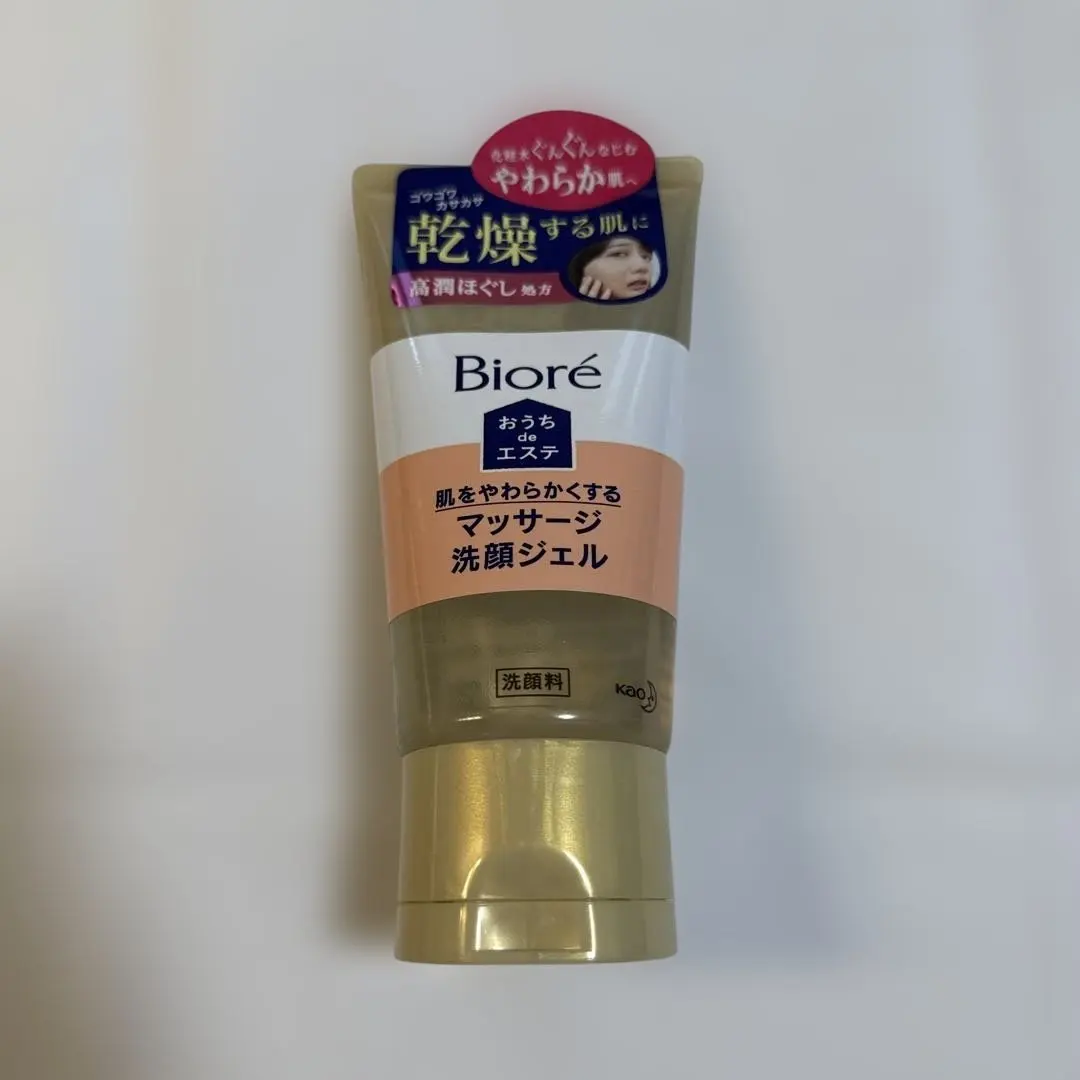 化粧水ぐんぐんなじむ
やわらか肌へ
ゴワゴワ
カサカサ
乾燥する肌に
高潤ほぐし処方
Bioré
おうち
de
エステ
肌をやわらかくする
マッサージ
洗顔ジェル
洗顔料
Kao